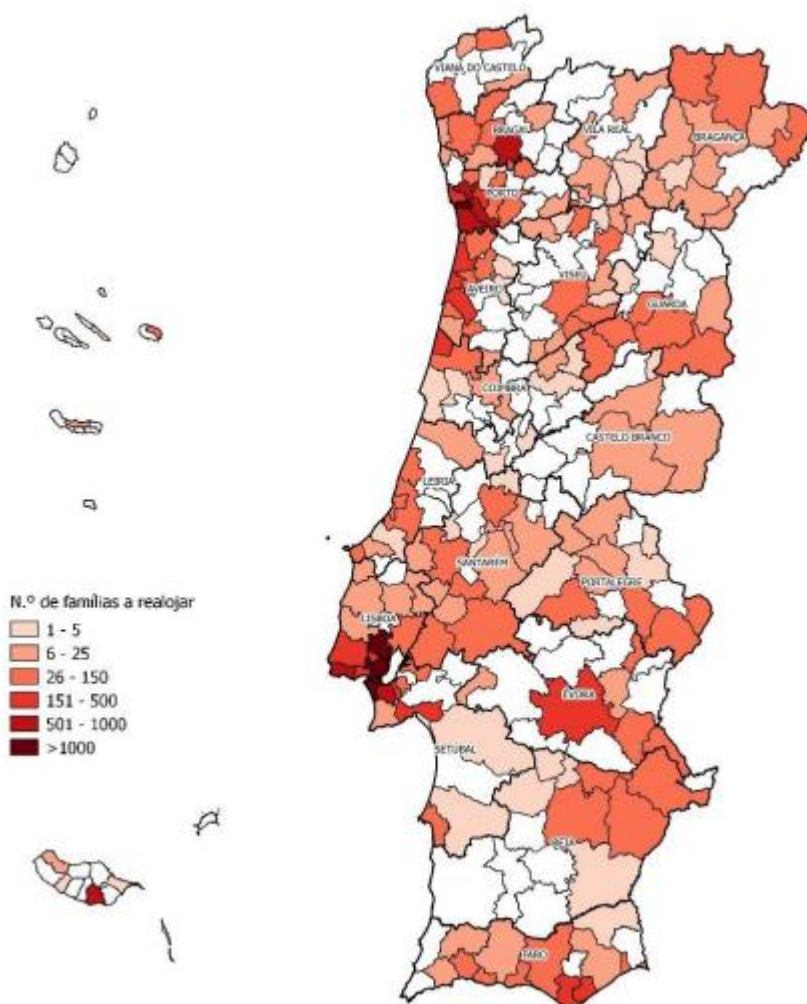 VIANA DO CASTELO
BRAGA
VILA REAL
BRAGANÇA
PORTO
AVEIRO
VISEU
GUARDA
COIMBRA
CASTELO BRANCO
LEIRIA
SANTARÉM
PORTALEGRE
LISBOA
ÉVORA
SETUBAL
BEJA
FARO
N.º de famílias a realojar
1 - 5
6 - 25
26 - 150
151 - 500
501 - 1000
>1000